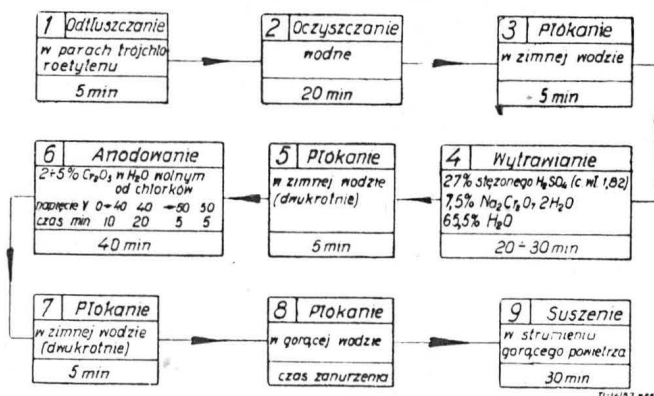 1 Odtłuszczanie
w parach trójchlo
roetylenu
5 min
2 Oczyszczanie
wodne
20 min
3 Płokanie
w zimnej wodzie
5 min
4 Wytrawianie
27% stężonego H₂SO₄ (c. wł 1,82)
7,5% Na₂Cr₂O₇ 2H₂O
65,5% H₂O
20 ÷ 30 min
5 Płokanie
w zimnej wodzie
(dwukrotnie)
5 min
6 Anodowanie
2÷5% Cr₂O₃ w H₂O wolnym
od chlorków
napięcie V 0→40 40 →50 50
czas min 10 20 5 5
40 min
7 Płokanie
w zimnej wodzie
(dwukrotnie)
5 min
8 Płokanie
w gorącej wodzie
czas zanurzenia
9 Suszenie
w strumieniu
gorącego powietrza
30 min